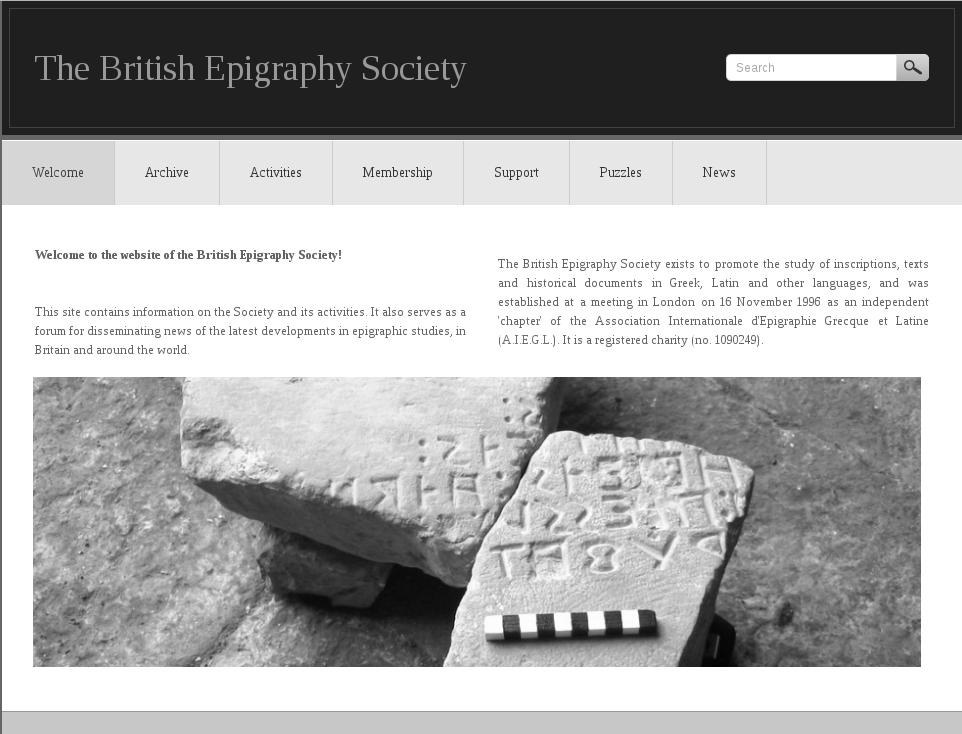 The British Epigraphy Society
Search
Welcome
Archive
Activities
Membership
Support
Puzzles
News
Welcome to the website of the British Epigraphy Society!
This site contains information on the Society and its activities. It also serves as a
forum for disseminating news of the latest developments in epigraphic studies, in
Britain and around the world.
The British Epigraphy Society exists to promote the study of inscriptions, texts
and historical documents in Greek, Latin and other languages, and was
established at a meeting in London on 16 November 1996 as an independent
'chapter' of the Association Internationale d'Epigraphie Grecque et Latine
(A.I.E.G.L.). It is a registered charity (no. 1090249).